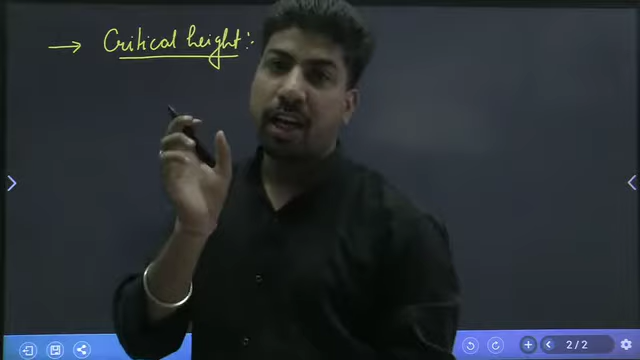 → Critical height :-
2/2